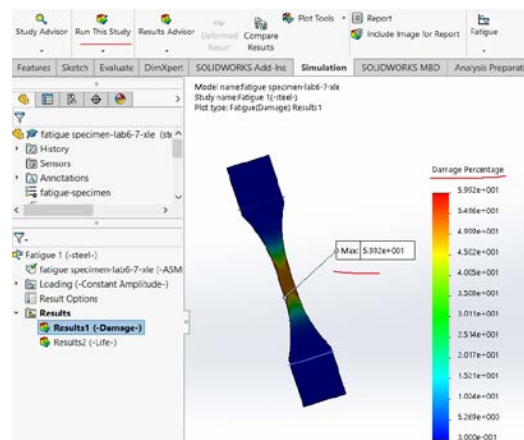 Study Advisor
Run This Study
Results Advisor
Deformed Result
Compare Results
Plot Tools
Report
Include Image for Report
Fatigue
Features Sketch Evaluate DimXpert SOLIDWORKS Add-Ins Simulation SOLIDWORKS MBD Analysis Preparat
Model name:fatigue specimen-lab6-7-xle
Study name:Fatigue 1(-steel-)
Plot type: Fatigue(Damage) Results1
fatigue specimen-lab6-7-xle (ste
History
Sensors
Annotations
fatigue-specimen
Fatigue 1 (-steel-)
fatigue specimen-lab6-7-xle (-ASM
Loading (-Constant Amplitude-)
Result Options
Results
Results1 (-Damage-)
Results2 (-Life-)
Max: 5.992e+001
Damage Percentage
5.992e+001
5.496e+001
4.999e+001
4.502e+001
4.005e+001
3.508e+001
3.011e+001
2.514e+001
2.017e+001
1.521e+001
1.024e+001
5.269e+000
3.000e-001